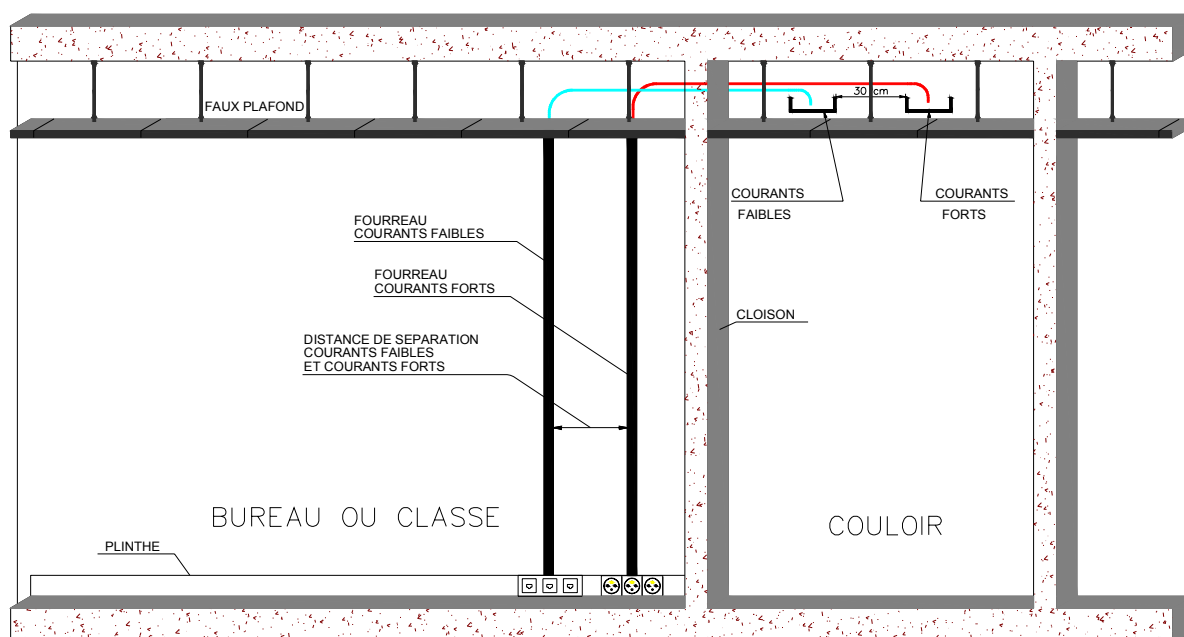 FAUX PLAFOND
30 cm
COURANTS
FAIBLES
COURANTS
FORTS
FOURREAU
COURANTS FAIBLES
FOURREAU
COURANTS FORTS
CLOISON
DISTANCE DE SEPARATION
COURANTS FAIBLES
ET COURANTS FORTS
BUREAU OU CLASSE
COULOIR
PLINTHE